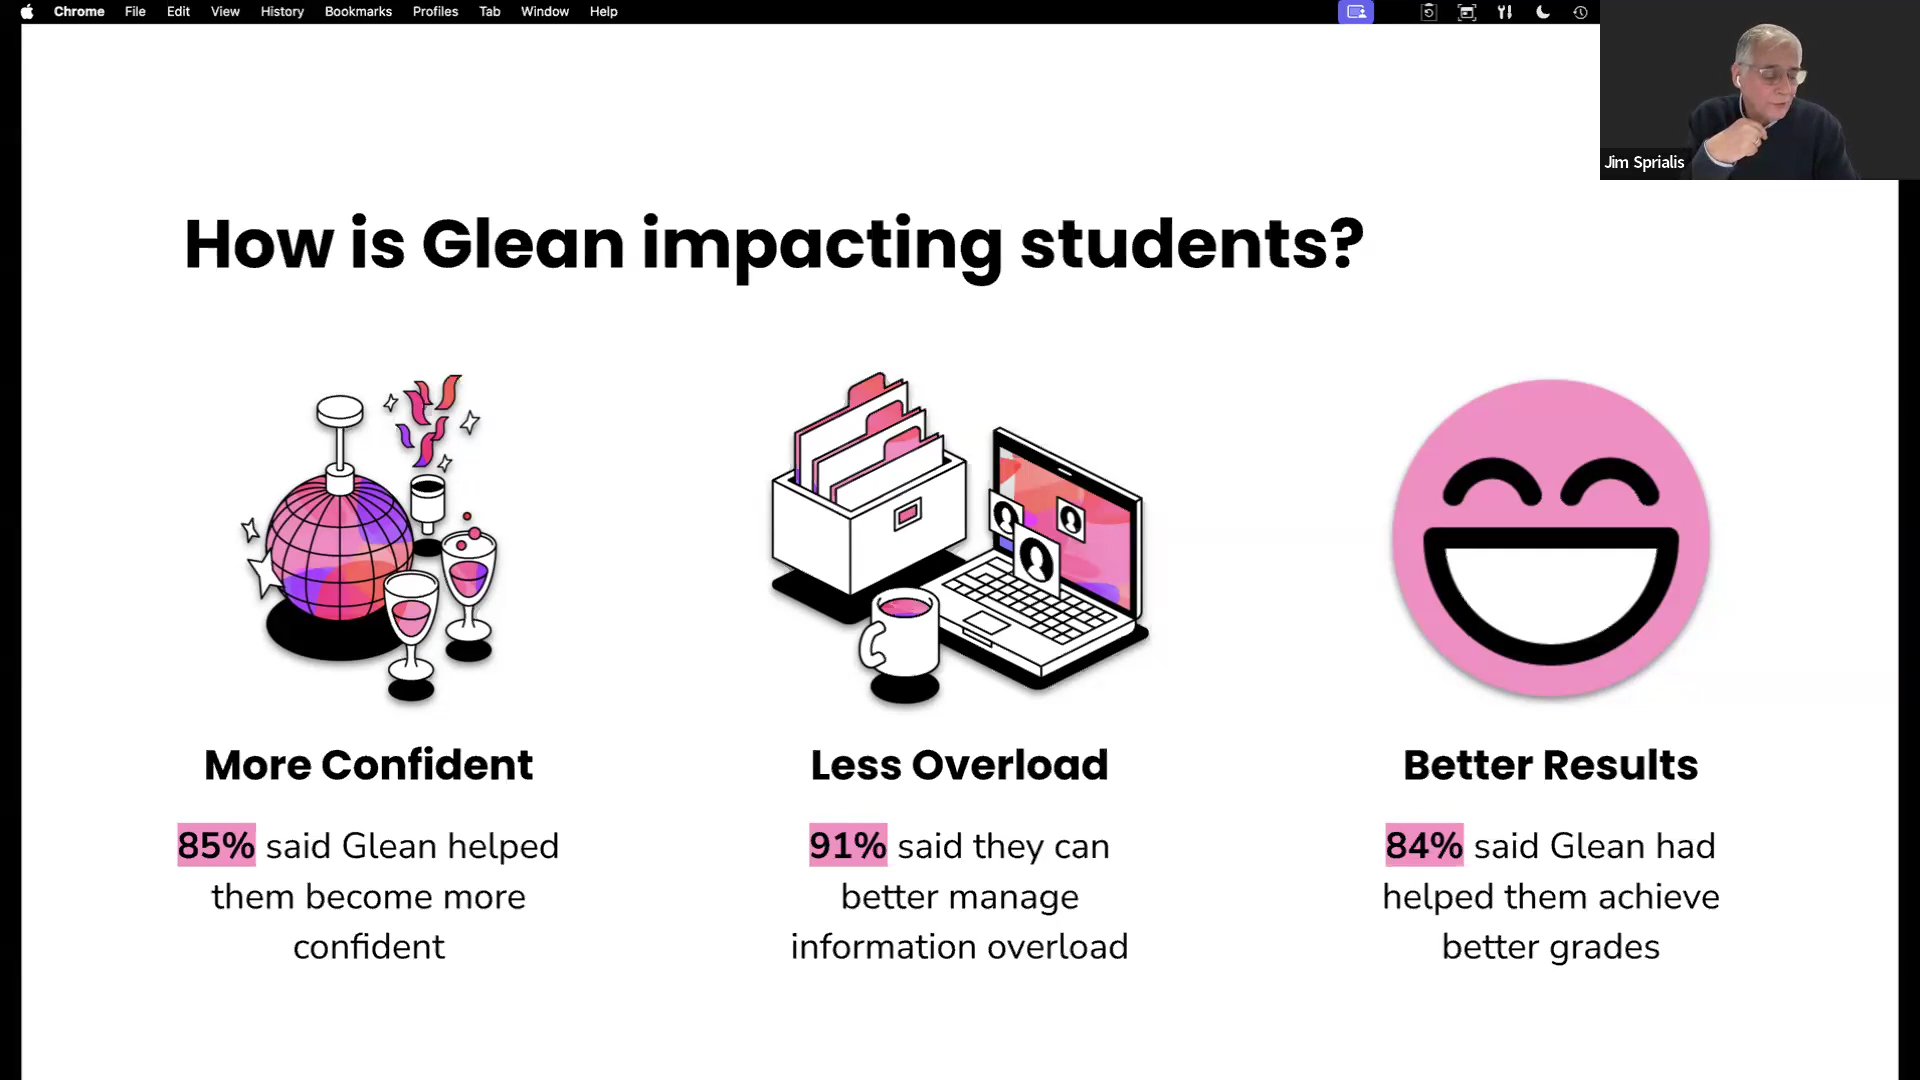 Chrome File Edit View History Bookmarks Profiles Tab Window Help
Jim Sprialis
How is Glean impacting students?
More Confident
85% said Glean helped
them become more
confident
Less Overload
91% said they can
better manage
information overload
Better Results
84% said Glean had
helped them achieve
better grades